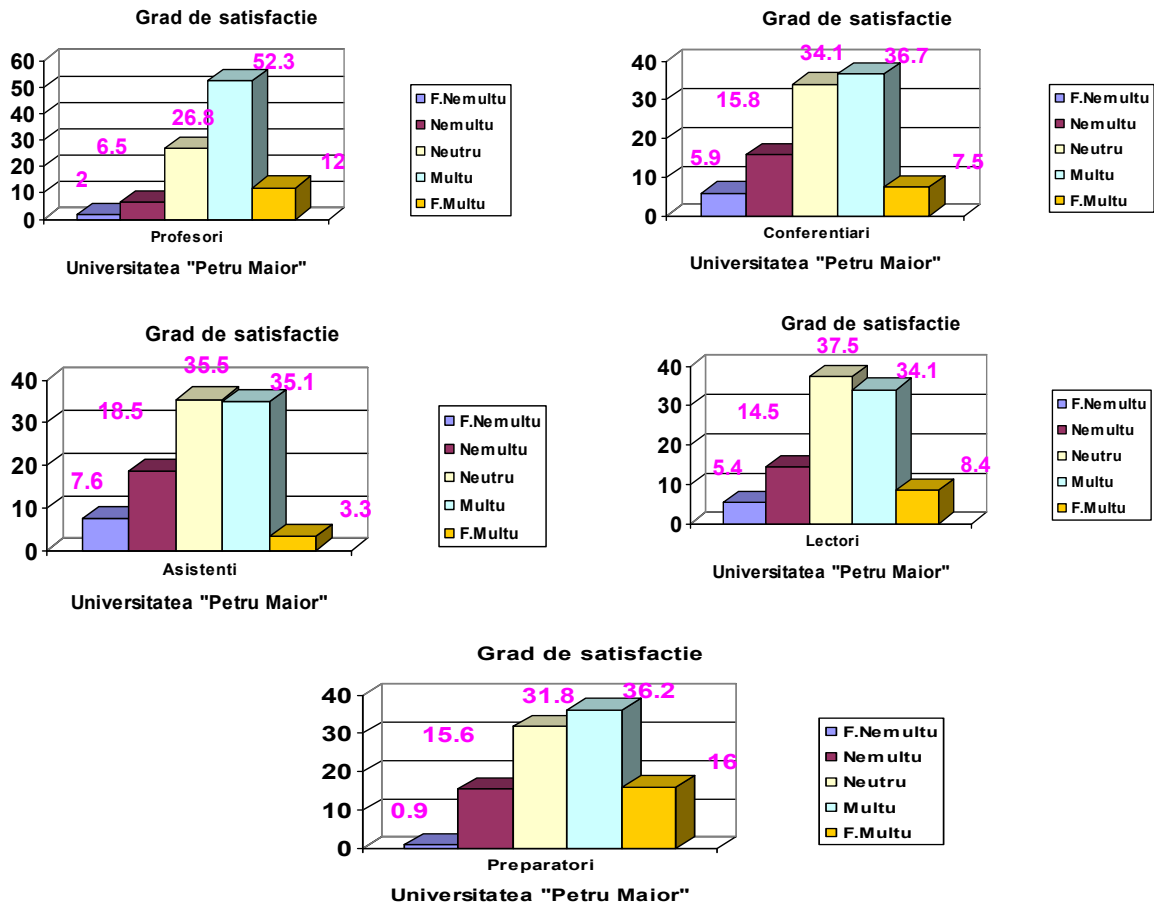 Grad de satisfactie
60
50
40
30
20
10
0
2
6.5
26.8
52.3
12
Profesori
Universitatea "Petru Maior"
F.Nemultu
Nemultu
Neutru
Multu
F.Multu
Grad de satisfactie
40
30
20
10
0
5.9
15.8
34.1
36.7
7.5
Conferentiari
Universitatea "Petru Maior"
F.Nemultu
Nemultu
Neutru
Multu
F.Multu
Grad de satisfactie
40
30
20
10
0
7.6
18.5
35.5
35.1
3.3
Asistenti
Universitatea "Petru Maior"
F.Nemultu
Nemultu
Neutru
Multu
F.Multu
Grad de satisfactie
40
30
20
10
0
5.4
14.5
37.5
34.1
8.4
Lectori
Universitatea "Petru Maior"
F.Nemultu
Nemultu
Neutru
Multu
F.Multu
Grad de satisfactie
40
30
20
10
0
0.9
15.6
31.8
36.2
16
Preparatori
Universitatea "Petru Maior"
F.Nemultu
Nemultu
Neutru
Multu
F.Multu